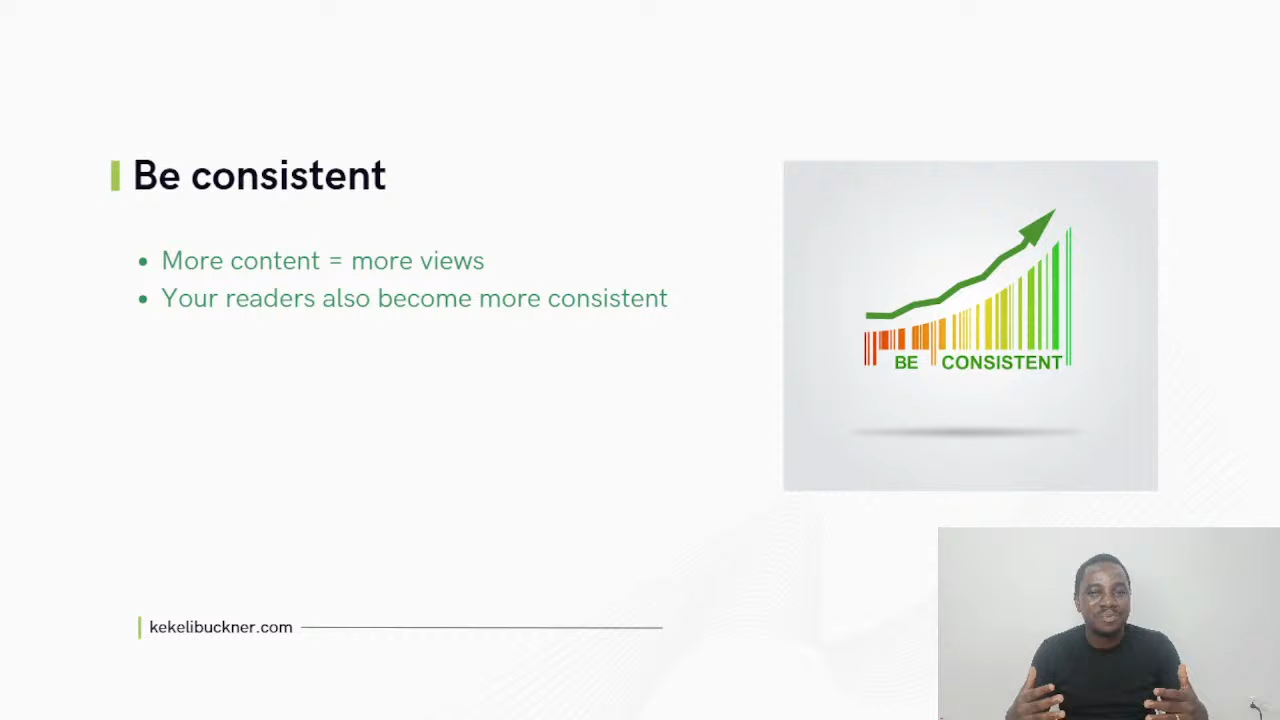 Be consistent
More content = more views
Your readers also become more consistent
BE CONSISTENT
kekelibuckner.com